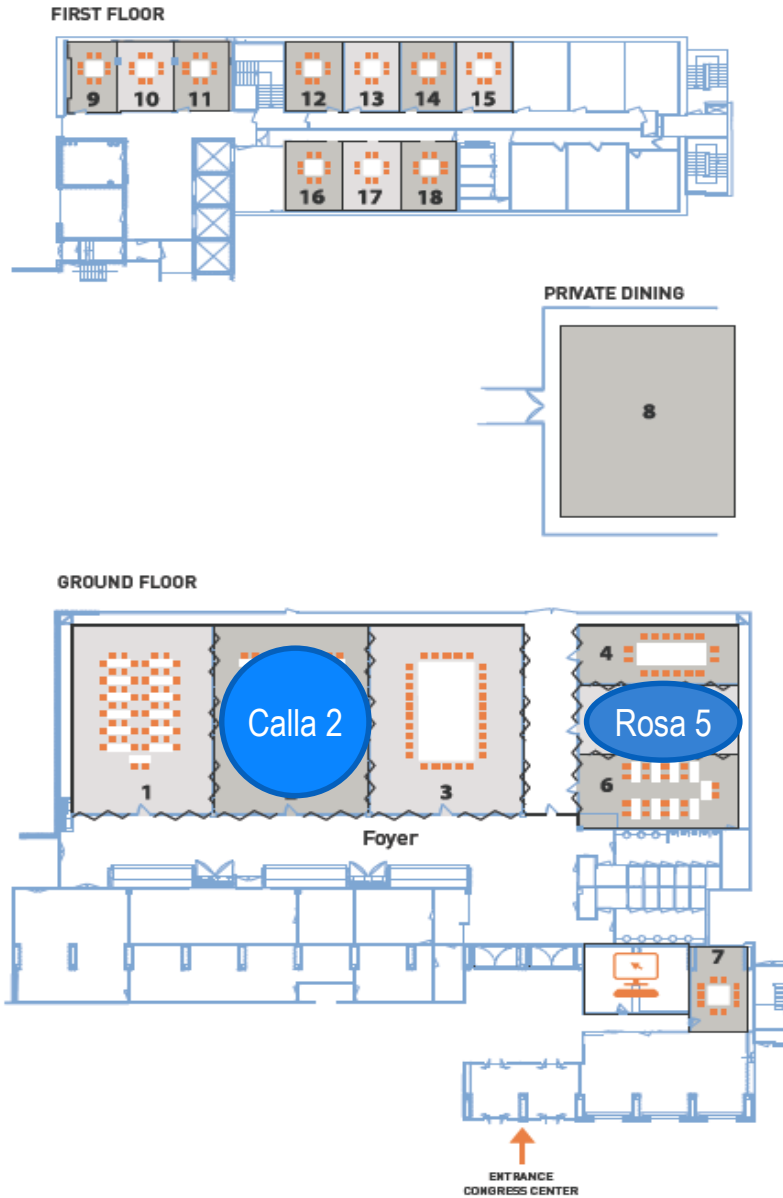 FIRST FLOOR
9 10 11 12 13 14 15
16 17 18
PRIVATE DINING
8
GROUND FLOOR
4
Calla 2
Rosa 5
1 3 6
Foyer
7
ENTRANCE
CONGRESS CENTER